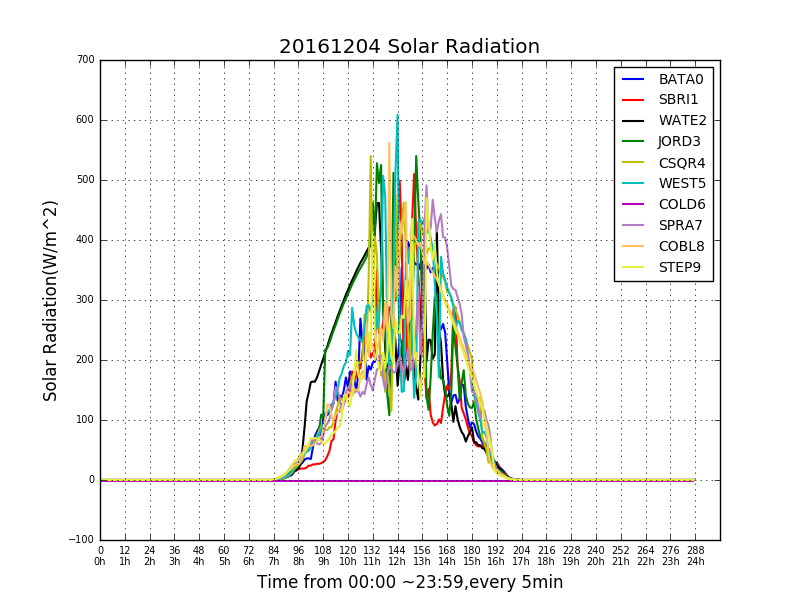 20161204 Solar Radiation
700
600
500
400
300
200
100
0
−100
Solar Radiation(W/m^2)
BATA0
SBRI1
WATE2
JORD3
CSQR4
WEST5
COLD6
SPRA7
COBL8
STEP9
0 12 24 36 48 60 72 84 96 108 120 132 144 156 168 180 192 204 216 228 240 252 264 276 288
0h 1h 2h 3h 4h 5h 6h 7h 8h 9h 10h 11h 12h 13h 14h 15h 16h 17h 18h 19h 20h 21h 22h 23h 24h
Time from 00:00 ~23:59,every 5min